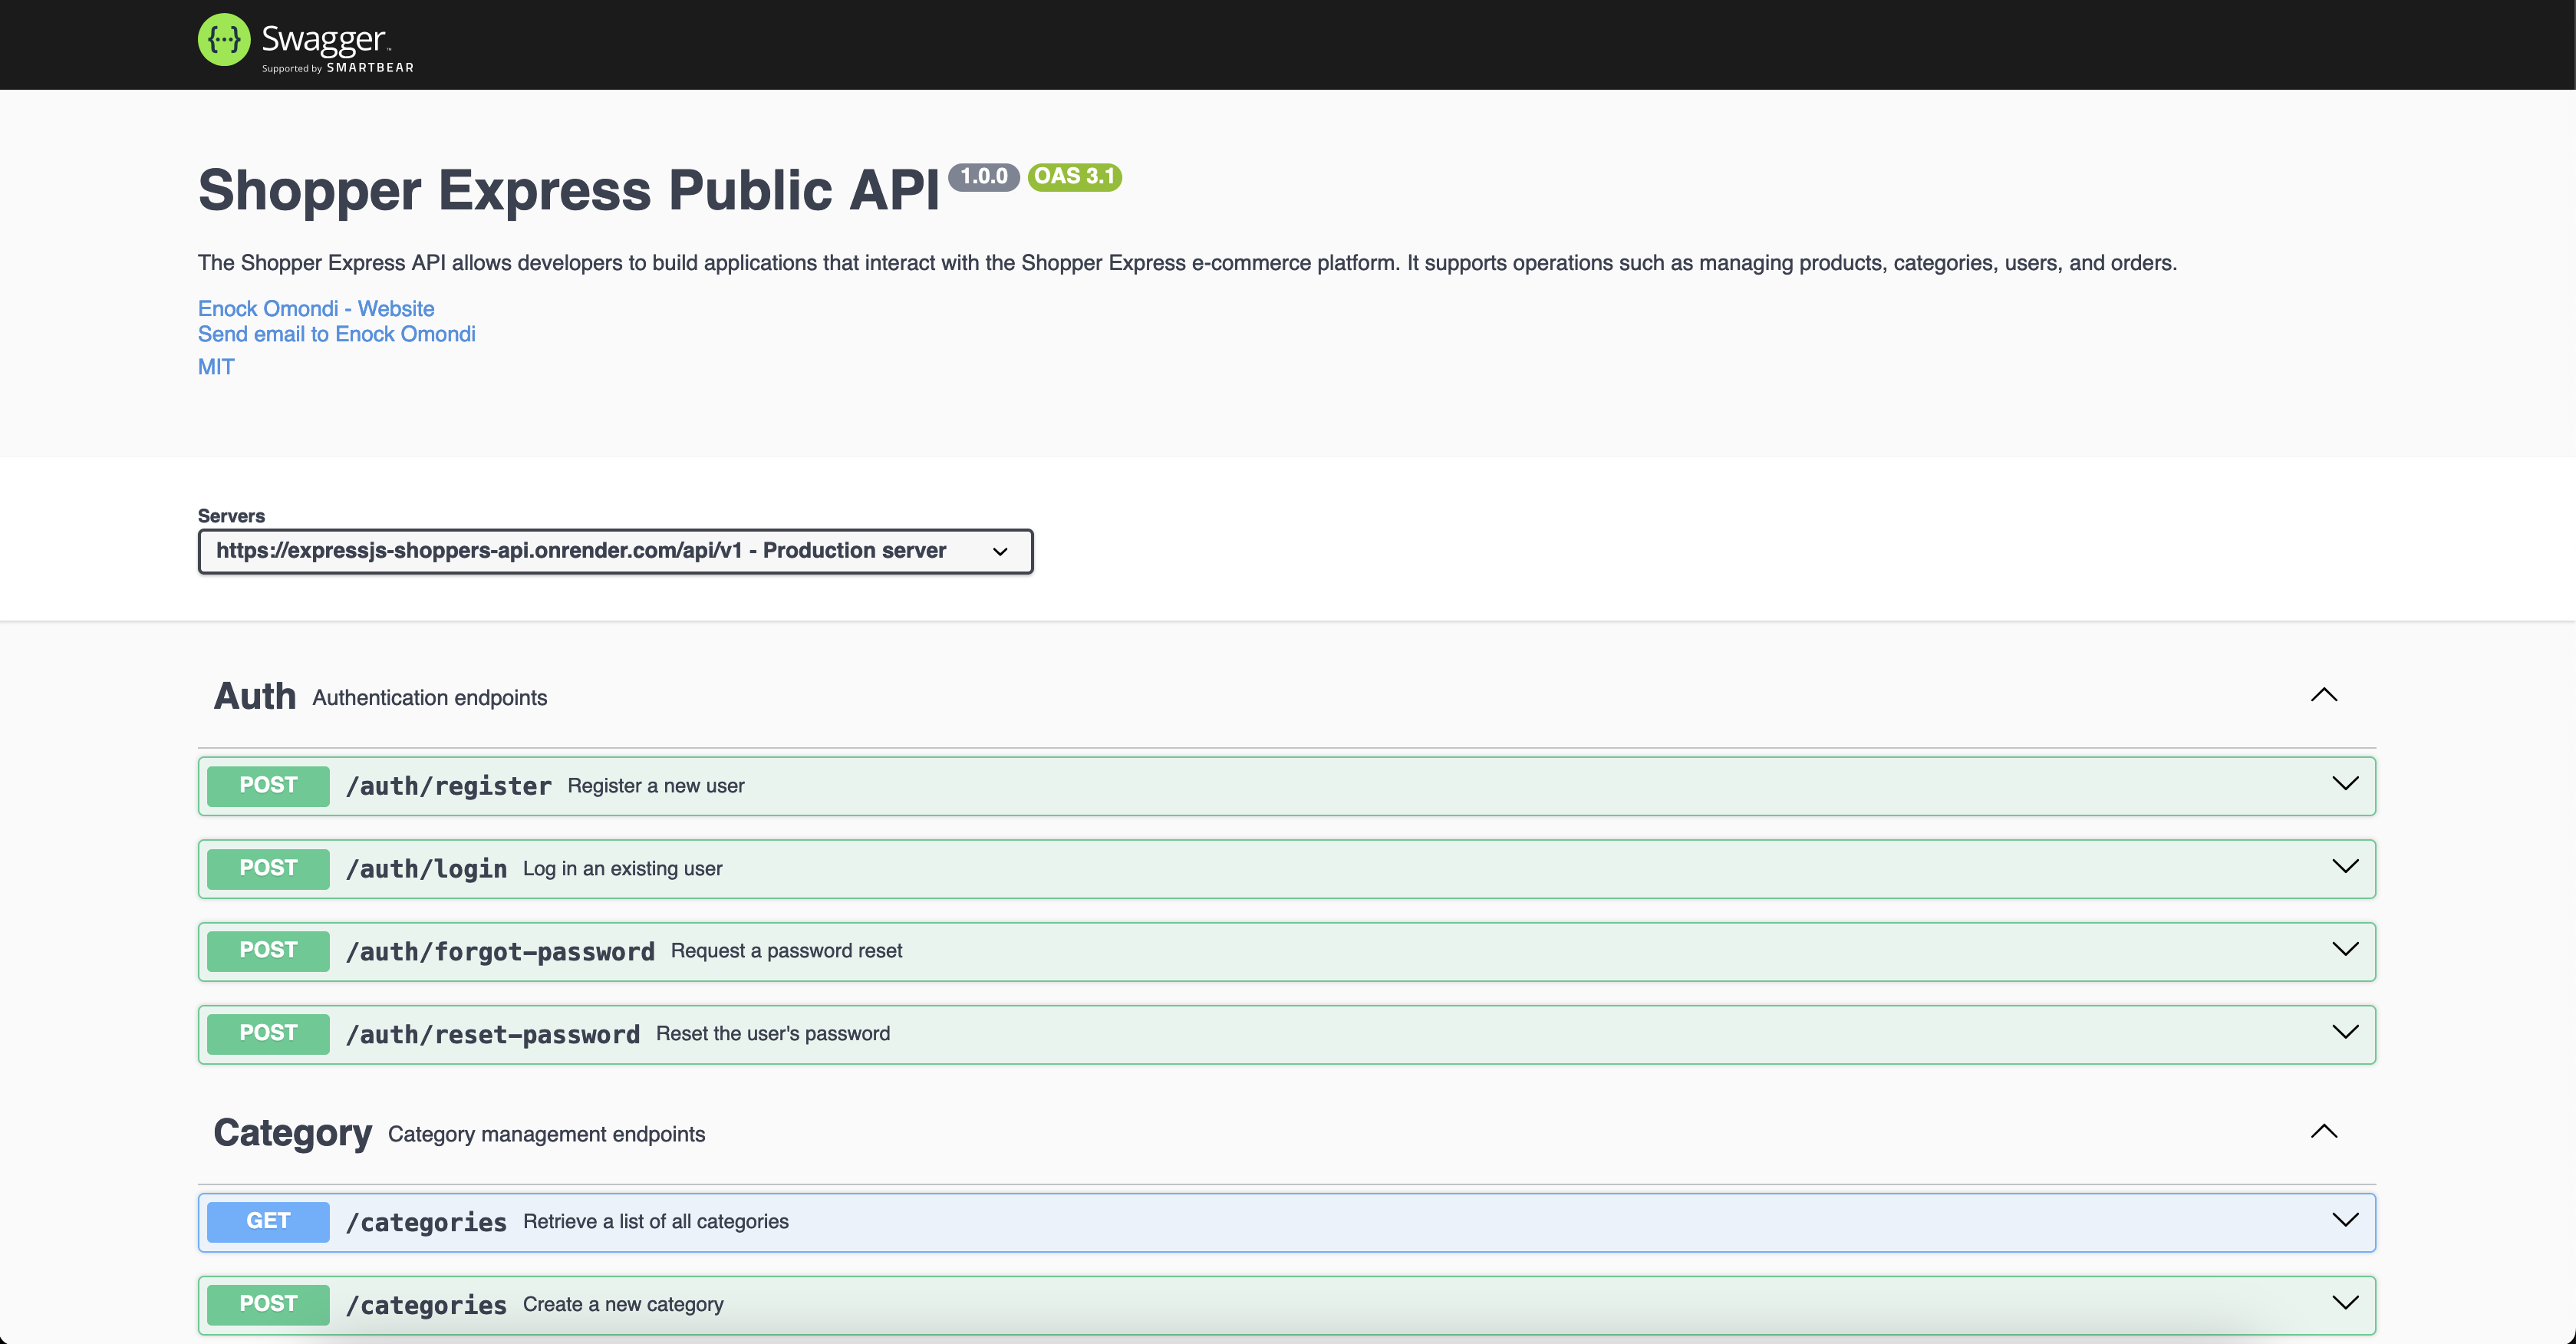 {···} Swagger™
Supported by SMARTBEAR
Shopper Express Public API 1.0.0 OAS 3.1
The Shopper Express API allows developers to build applications that interact with the Shopper Express e-commerce platform. It supports operations such as managing products, categories, users, and orders.
Enock Omondi - Website
Send email to Enock Omondi
MIT
Servers
https://expressjs-shoppers-api.onrender.com/api/v1 - Production server
Auth Authentication endpoints
POST /auth/register Register a new user
POST /auth/login Log in an existing user
POST /auth/forgot-password Request a password reset
POST /auth/reset-password Reset the user's password
Category Category management endpoints
GET /categories Retrieve a list of all categories
POST /categories Create a new category